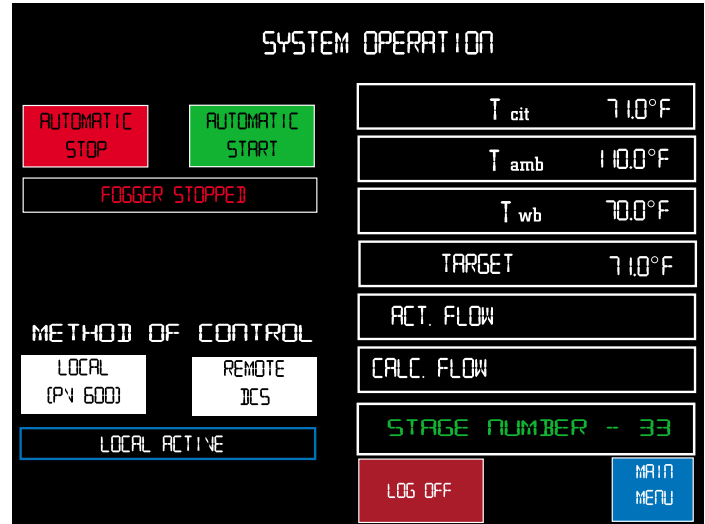 SYSTEM OPERATION
AUTOMATIC
STOP
AUTOMATIC
START
FOGGER STOPPED
METHOD OF CONTROL
LOCAL
(PV 600)
REMOTE
DCS
LOCAL ACTIVE
T cit 71.0°F
T amb 110.0°F
T wb 70.0°F
TARGET 71.0°F
ACT. FLOW
CALC. FLOW
STAGE NUMBER - 33
LOG OFF
MAIN
MENU